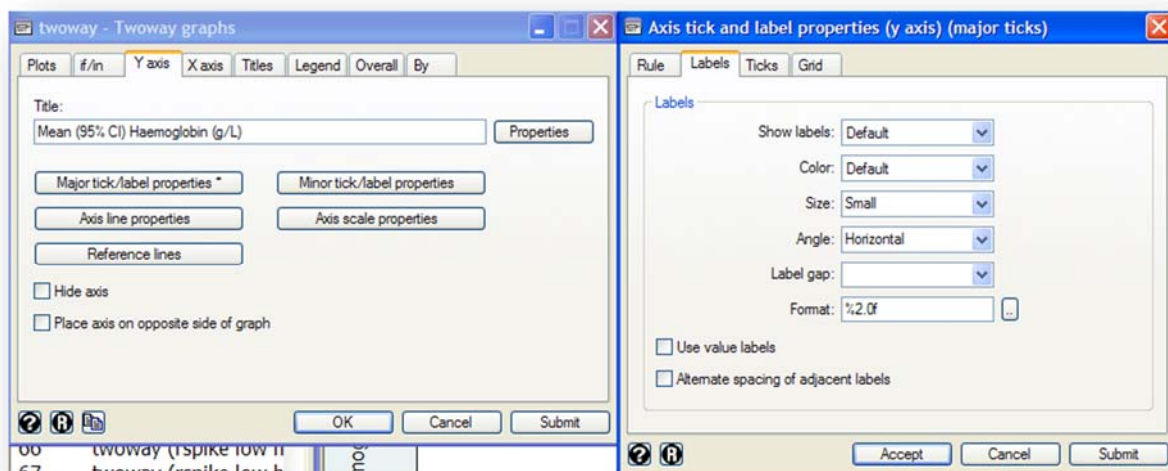 twoway - Twoway graphs
Plots if/in Y axis X axis Titles Legend Overall By
Title:
Mean (95% CI) Haemoglobin (g/L) Properties
Major tick/label properties * Minor tick/label properties
Axis line properties Axis scale properties
Reference lines
Hide axis
Place axis on opposite side of graph
? R OK Cancel Submit
66 twoway (rspike low h
67 twoway (rspike low h
Axis tick and label properties (y axis) (major ticks)
Rule Labels Ticks Grid
Labels
Show labels: Default
Color: Default
Size: Small
Angle: Horizontal
Label gap:
Format: %2.0f ..
Use value labels
Alternate spacing of adjacent labels
? R Accept Cancel Submit